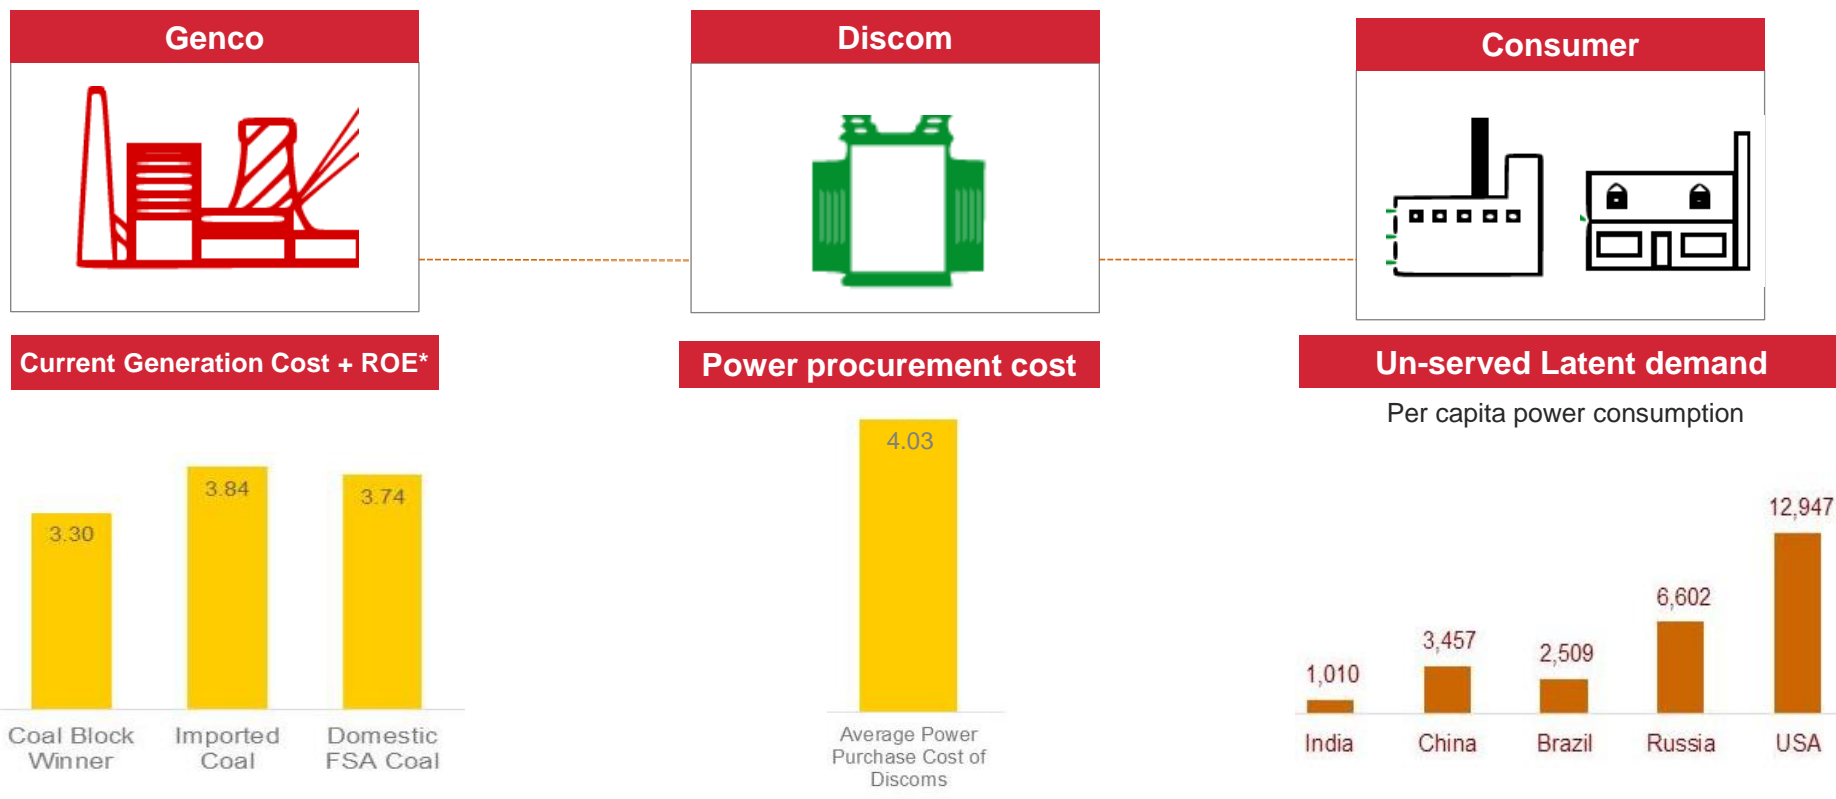 Genco
Discom
Consumer
Current Generation Cost + ROE*
3.30
3.84
3.74
Coal Block
Winner
Imported
Coal
Domestic
FSA Coal
Power procurement cost
4.03
Average Power
Purchase Cost of
Discoms
Un-served Latent demand
Per capita power consumption
1,010
3,457
2,509
6,602
12,947
India
China
Brazil
Russia
USA